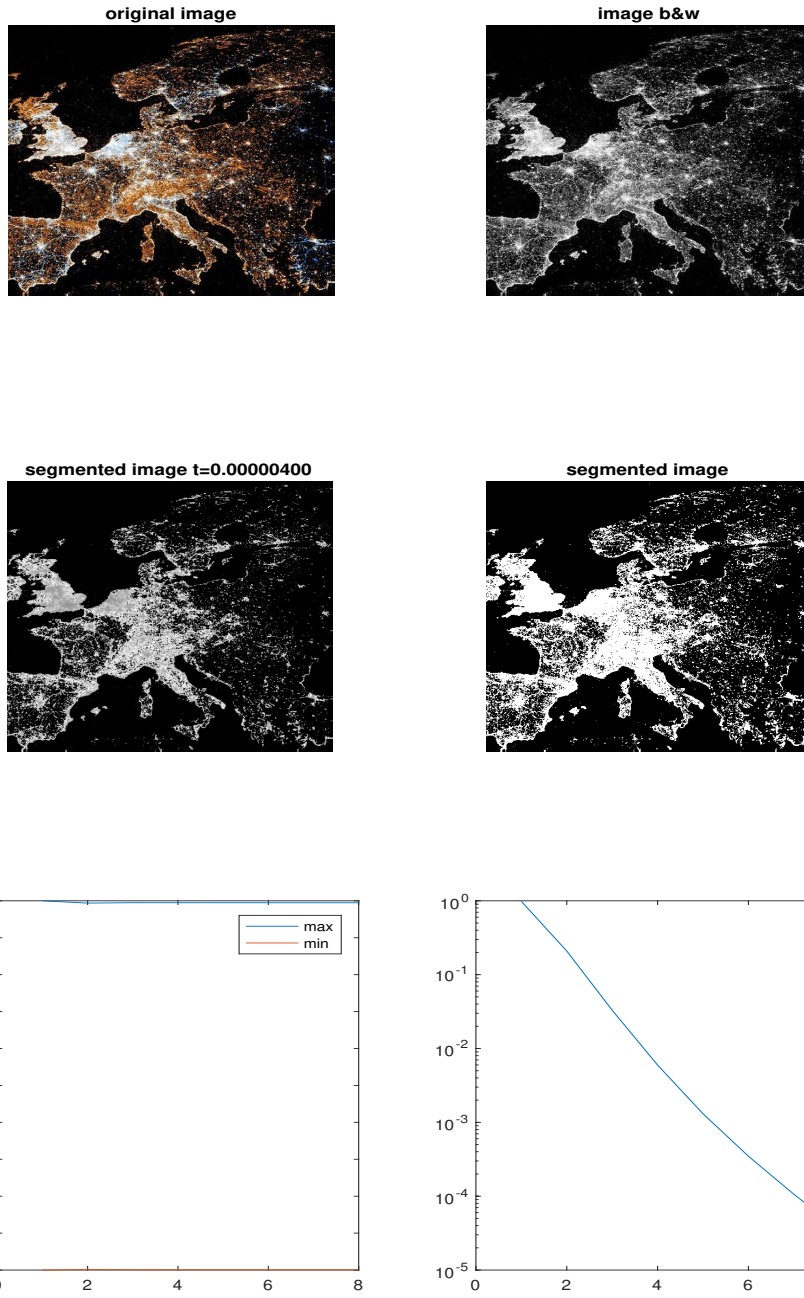 original image
image b&w
segmented image t=0.00000400
segmented image
max
min
0
2
4
6
8
10^0
10^-1
10^-2
10^-3
10^-4
10^-5
0
2
4
6